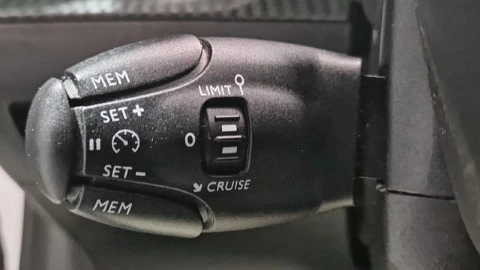 MEM
LIMIT
SET +
0
SET -
CRUISE
MEM